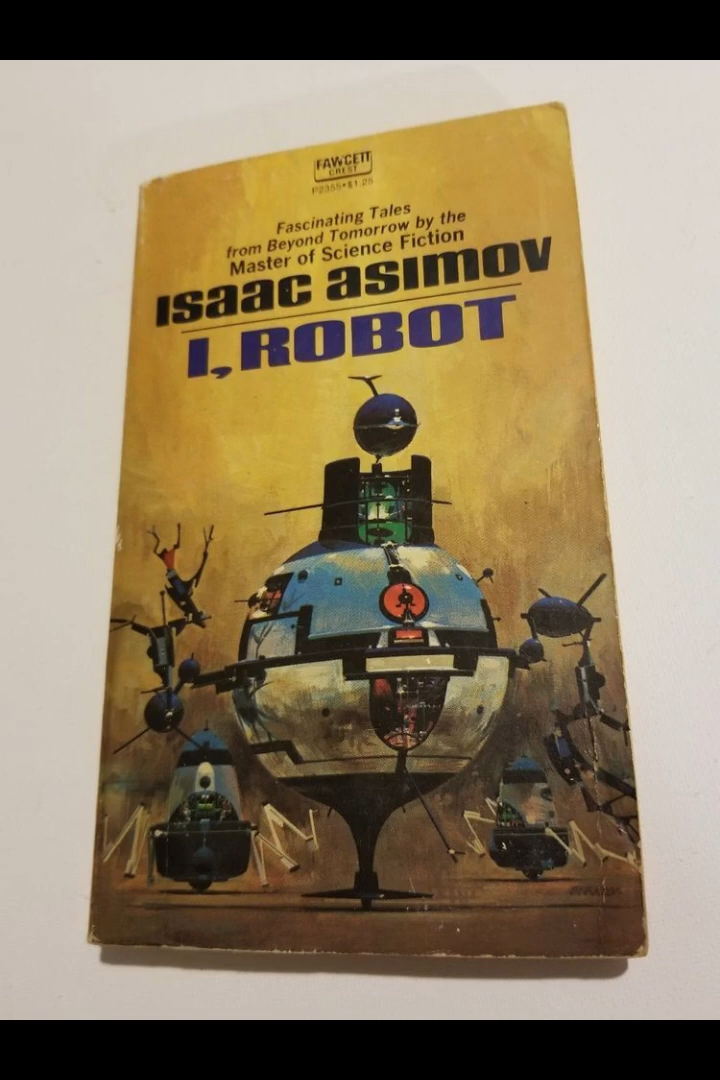 FAWCETT
CREST
P2355•$1.25
Fascinating Tales
from Beyond Tomorrow by the
Master of Science Fiction
Isaac Asimov
I, ROBOT